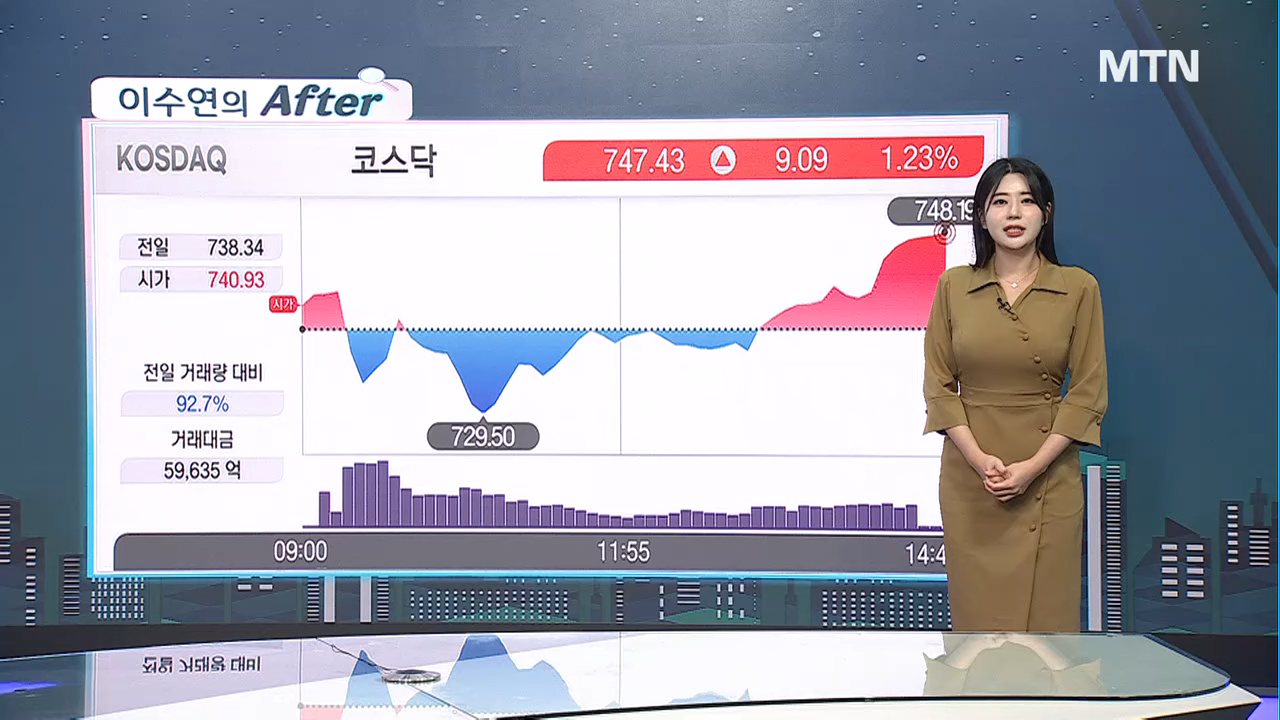 MTN
이수연의 After
KOSDAQ 코스닥 747.43 9.09 1.23%
748.19
전일 738.34
시가 740.93
시가
전일 거래량 대비
92.7%
729.50
거래대금
59,635 억
09:00 11:55 14:4